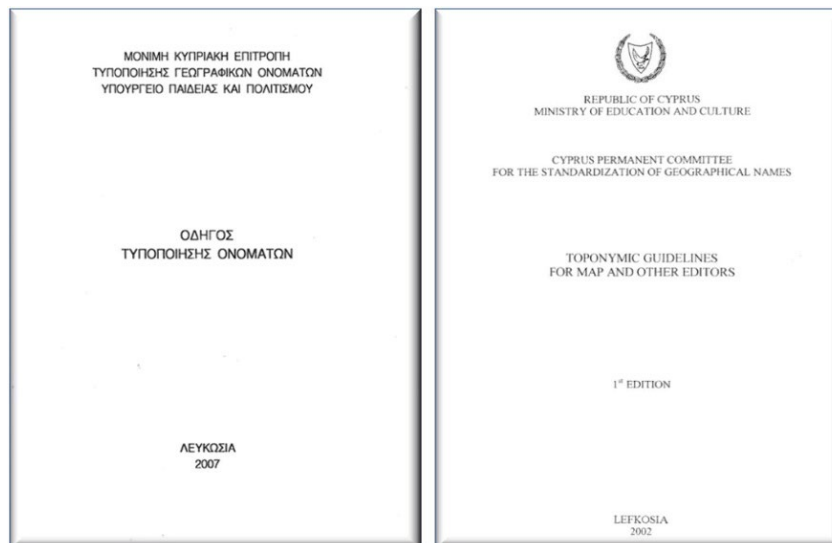 ΜΟΝΙΜΗ ΚΥΠΡΙΑΚΗ ΕΠΙΤΡΟΠΗ
ΤΥΠΟΠΟΙΗΣΗΣ ΓΕΩΓΡΑΦΙΚΩΝ ΟΝΟΜΑΤΩΝ
ΥΠΟΥΡΓΕΙΟ ΠΑΙΔΕΙΑΣ ΚΑΙ ΠΟΛΙΤΙΣΜΟΥ
ΟΔΗΓΟΣ
ΤΥΠΟΠΟΙΗΣΗΣ ΟΝΟΜΑΤΩΝ
ΛΕΥΚΩΣΙΑ
2007
REPUBLIC OF CYPRUS
MINISTRY OF EDUCATION AND CULTURE
CYPRUS PERMANENT COMMITTEE
FOR THE STANDARDIZATION OF GEOGRAPHICAL NAMES
TOPONYMIC GUIDELINES
FOR MAP AND OTHER EDITORS
1st EDITION
LEFKOSIA
2002